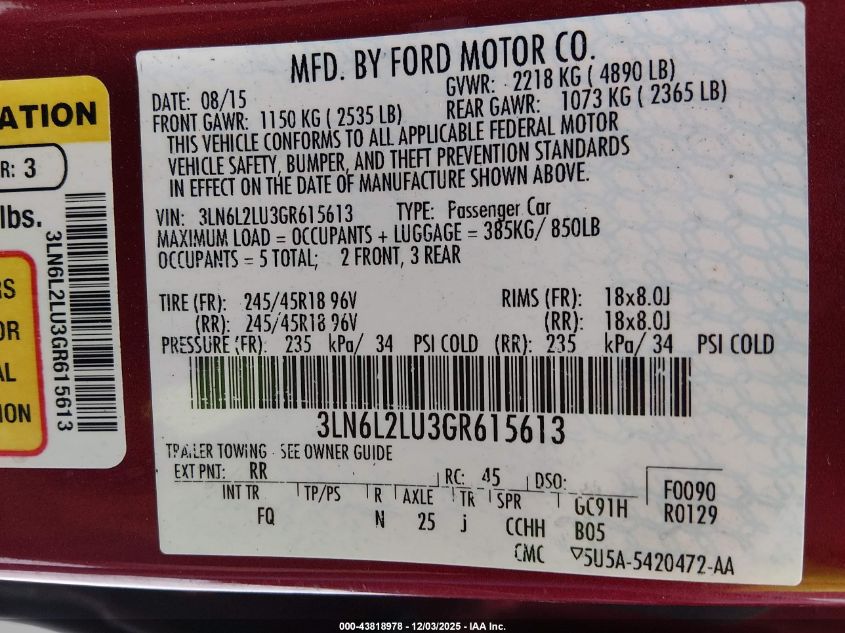 ATION
R: 3
lbs.
3LN6L2LU3GR615613
RS
OR
AL
ION
MFD. BY FORD MOTOR CO.
DATE: 08/15 GVWR: 2218 KG ( 4890 LB)
FRONT GAWR: 1150 KG ( 2535 LB) REAR GAWR: 1073 KG ( 2365 LB)
THIS VEHICLE CONFORMS TO ALL APPLICABLE FEDERAL MOTOR
VEHICLE SAFETY, BUMPER, AND THEFT PREVENTION STANDARDS
IN EFFECT ON THE DATE OF MANUFACTURE SHOWN ABOVE.
VIN: 3LN6L2LU3GR615613 TYPE: Passenger Car
MAXIMUM LOAD = OCCUPANTS + LUGGAGE = 385KG/ 850LB
OCCUPANTS = 5 TOTAL; 2 FRONT, 3 REAR
TIRE (FR): 245/45R18 96V RIMS (FR): 18x8.0J
(RR): 245/45R18 96V (RR): 18x8.0J
PRESSURE (FR): 235 kPa/ 34 PSI COLD (RR): 235 kPa/ 34 PSI COLD
3LN6L2LU3GR615613
TRAILER TOWING - SEE OWNER GUIDE
EXT PNT: RR RC: 45 DSO:
INT TR TP/PS R AXLE TR SPR GC91H F0090
FQ N 25 j CCHH B05 R0129
CMC 5U5A-5420472-AA
000-43818978 - 12/03/2025 - IAA Inc.